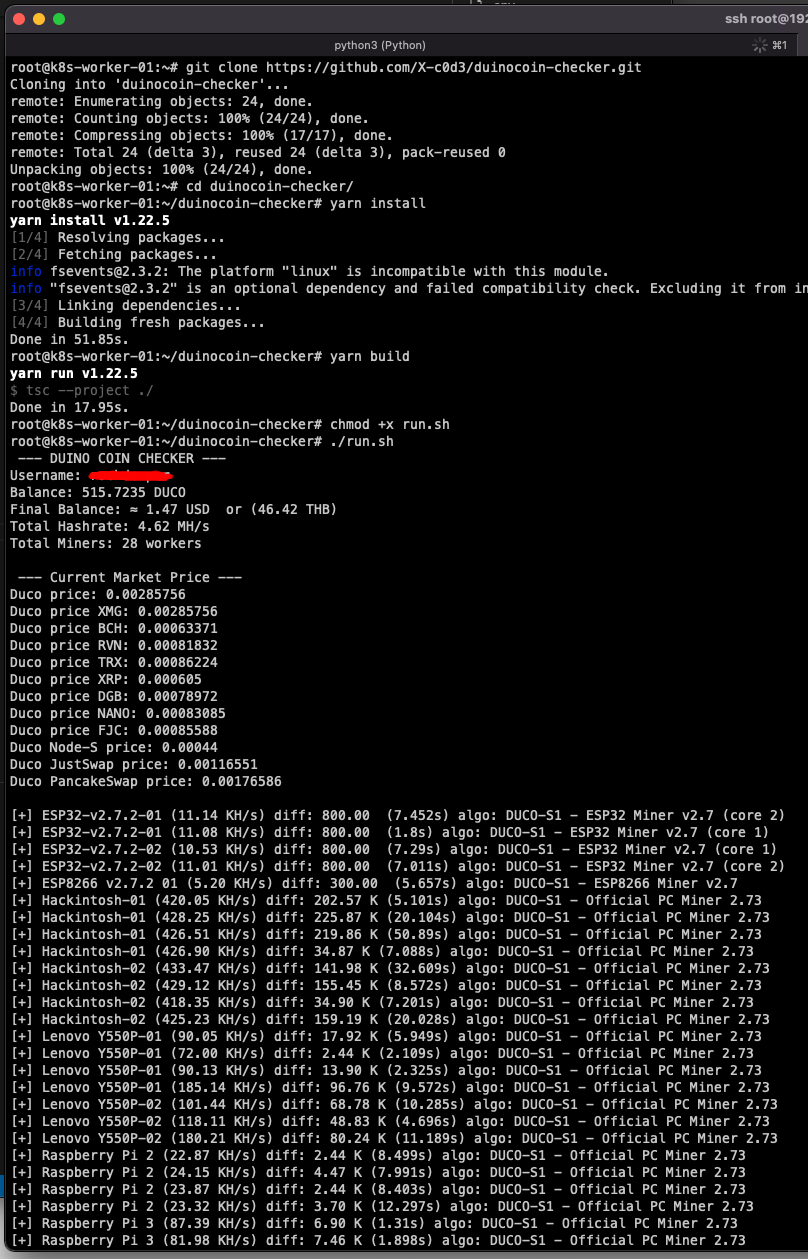 ssh root@192
python3 (Python)
⌘1
root@k8s-worker-01:~# git clone https://github.com/X-c0d3/duinocoin-checker.git
Cloning into 'duinocoin-checker'...
remote: Enumerating objects: 24, done.
remote: Counting objects: 100% (24/24), done.
remote: Compressing objects: 100% (17/17), done.
remote: Total 24 (delta 3), reused 24 (delta 3), pack-reused 0
Unpacking objects: 100% (24/24), done.
root@k8s-worker-01:~# cd duinocoin-checker/
root@k8s-worker-01:~/duinocoin-checker# yarn install
yarn install v1.22.5
[1/4] Resolving packages...
[2/4] Fetching packages...
info fsevents@2.3.2: The platform "linux" is incompatible with this module.
info "fsevents@2.3.2" is an optional dependency and failed compatibility check. Excluding it from in
[3/4] Linking dependencies...
[4/4] Building fresh packages...
Done in 51.85s.
root@k8s-worker-01:~/duinocoin-checker# yarn build
yarn run v1.22.5
$ tsc --project ./
Done in 17.95s.
root@k8s-worker-01:~/duinocoin-checker# chmod +x run.sh
root@k8s-worker-01:~/duinocoin-checker# ./run.sh
--- DUINO COIN CHECKER ---
Username:
Balance: 515.7235 DUCO
Final Balance: ≈ 1.47 USD  or (46.42 THB)
Total Hashrate: 4.62 MH/s
Total Miners: 28 workers
--- Current Market Price ---
Duco price: 0.00285756
Duco price XMG: 0.00285756
Duco price BCH: 0.00063371
Duco price RVN: 0.00081832
Duco price TRX: 0.00086224
Duco price XRP: 0.000605
Duco price DGB: 0.00078972
Duco price NANO: 0.00083085
Duco price FJC: 0.00085588
Duco Node-S price: 0.00044
Duco JustSwap price: 0.00116551
Duco PancakeSwap price: 0.00176586
[+] ESP32-v2.7.2-01 (11.14 KH/s) diff: 800.00  (7.452s) algo: DUCO-S1 - ESP32 Miner v2.7 (core 2)
[+] ESP32-v2.7.2-01 (11.08 KH/s) diff: 800.00  (1.8s) algo: DUCO-S1 - ESP32 Miner v2.7 (core 1)
[+] ESP32-v2.7.2-02 (10.53 KH/s) diff: 800.00  (7.29s) algo: DUCO-S1 - ESP32 Miner v2.7 (core 1)
[+] ESP32-v2.7.2-02 (11.01 KH/s) diff: 800.00  (7.011s) algo: DUCO-S1 - ESP32 Miner v2.7 (core 2)
[+] ESP8266 v2.7.2 01 (5.20 KH/s) diff: 300.00  (5.657s) algo: DUCO-S1 - ESP8266 Miner v2.7
[+] Hackintosh-01 (420.05 KH/s) diff: 202.57 K (5.101s) algo: DUCO-S1 - Official PC Miner 2.73
[+] Hackintosh-01 (428.25 KH/s) diff: 225.87 K (20.104s) algo: DUCO-S1 - Official PC Miner 2.73
[+] Hackintosh-01 (426.51 KH/s) diff: 219.86 K (50.89s) algo: DUCO-S1 - Official PC Miner 2.73
[+] Hackintosh-01 (426.90 KH/s) diff: 34.87 K (7.088s) algo: DUCO-S1 - Official PC Miner 2.73
[+] Hackintosh-02 (433.47 KH/s) diff: 141.98 K (32.609s) algo: DUCO-S1 - Official PC Miner 2.73
[+] Hackintosh-02 (429.12 KH/s) diff: 155.45 K (8.572s) algo: DUCO-S1 - Official PC Miner 2.73
[+] Hackintosh-02 (418.35 KH/s) diff: 34.90 K (7.201s) algo: DUCO-S1 - Official PC Miner 2.73
[+] Hackintosh-02 (425.23 KH/s) diff: 159.19 K (20.028s) algo: DUCO-S1 - Official PC Miner 2.73
[+] Lenovo Y550P-01 (90.05 KH/s) diff: 17.92 K (5.949s) algo: DUCO-S1 - Official PC Miner 2.73
[+] Lenovo Y550P-01 (72.00 KH/s) diff: 2.44 K (2.109s) algo: DUCO-S1 - Official PC Miner 2.73
[+] Lenovo Y550P-01 (90.13 KH/s) diff: 13.90 K (2.325s) algo: DUCO-S1 - Official PC Miner 2.73
[+] Lenovo Y550P-01 (185.14 KH/s) diff: 96.76 K (9.572s) algo: DUCO-S1 - Official PC Miner 2.73
[+] Lenovo Y550P-02 (101.44 KH/s) diff: 68.78 K (10.285s) algo: DUCO-S1 - Official PC Miner 2.73
[+] Lenovo Y550P-02 (118.11 KH/s) diff: 48.83 K (4.696s) algo: DUCO-S1 - Official PC Miner 2.73
[+] Lenovo Y550P-02 (180.21 KH/s) diff: 80.24 K (11.189s) algo: DUCO-S1 - Official PC Miner 2.73
[+] Raspberry Pi 2 (22.87 KH/s) diff: 2.44 K (8.499s) algo: DUCO-S1 - Official PC Miner 2.73
[+] Raspberry Pi 2 (24.15 KH/s) diff: 4.47 K (7.991s) algo: DUCO-S1 - Official PC Miner 2.73
[+] Raspberry Pi 2 (23.87 KH/s) diff: 2.44 K (8.403s) algo: DUCO-S1 - Official PC Miner 2.73
[+] Raspberry Pi 2 (23.32 KH/s) diff: 3.70 K (12.297s) algo: DUCO-S1 - Official PC Miner 2.73
[+] Raspberry Pi 3 (87.39 KH/s) diff: 6.90 K (1.31s) algo: DUCO-S1 - Official PC Miner 2.73
[+] Raspberry Pi 3 (81.98 KH/s) diff: 7.46 K (1.898s) algo: DUCO-S1 - Official PC Miner 2.73